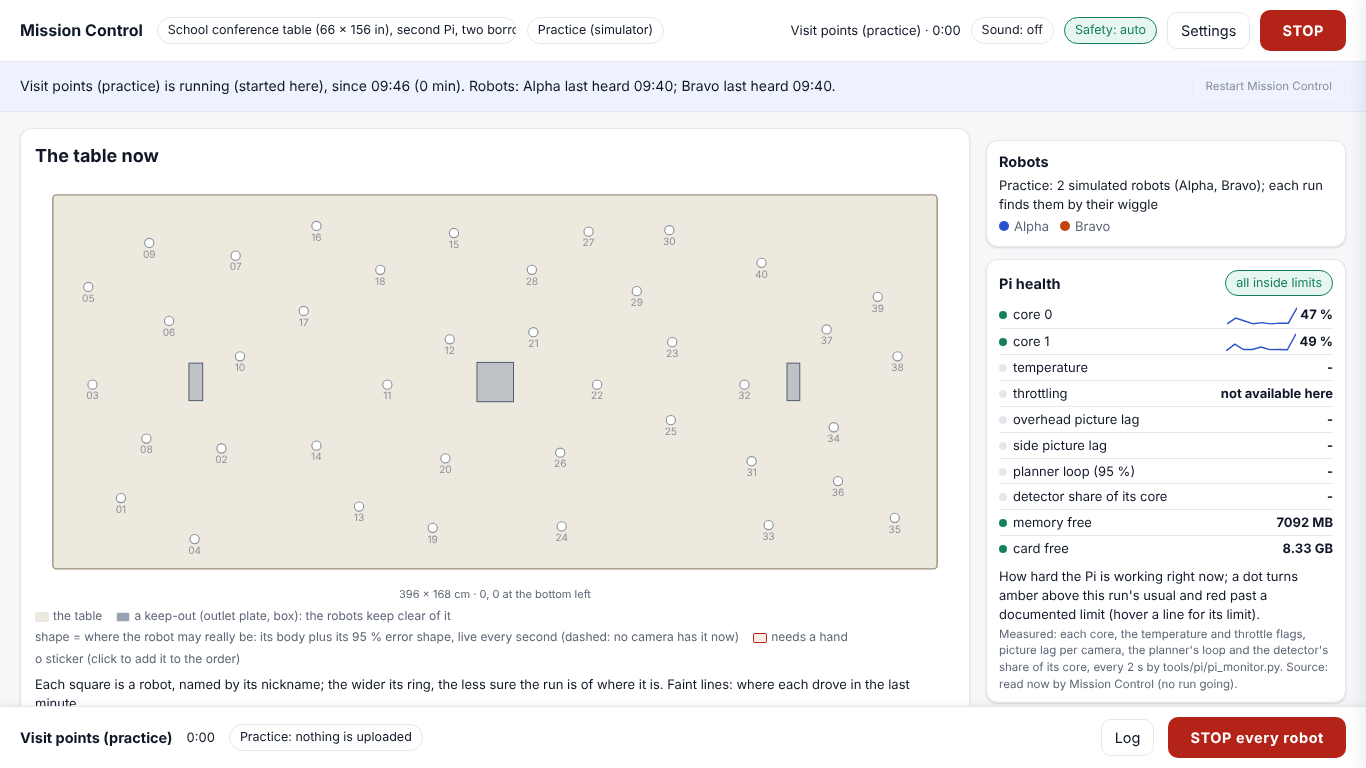 Mission Control
School conference table (66 × 156 in), second Pi, two
Practice (simulator)
Visit points (practice) · 0:00
Sound: off
Safety: auto
Settings
STOP
Visit points (practice) is running (started here), since 09:46 (0 min). Robots: Alpha last heard 09:40; Bravo last heard 09:40.
Restart Mission Control
The table now
16
15
27
30
09
07
18
28
40
05
29
39
17
06
21
37
12
23
10
38
03
11
22
32
25
34
08
02
14
20
26
31
36
01
13
19
24
33
35
04
396 × 168 cm · 0, 0 at the bottom left
the table
a keep-out (outlet plate, box): the robots keep clear of it
shape = where the robot may really be: its body plus its 95 % error shape, live every second (dashed: no camera has it now)
needs a hand
o sticker (click to add it to the order)
Each square is a robot, named by its nickname; the wider its ring, the less sure the run is of where it is. Faint lines: where each drove in the last
minute
Robots
Practice: 2 simulated robots (Alpha, Bravo); each run
finds them by their wiggle
Alpha
Bravo
Pi health
all inside limits
core 0 47 %
core 1 49 %
temperature -
throttling not available here
overhead picture lag -
side picture lag -
planner loop (95 %) -
detector share of its core -
memory free 7092 MB
card free 8.33 GB
How hard the Pi is working right now; a dot turns
amber above this run's usual and red past a
documented limit (hover a line for its limit).
Measured: each core, the temperature and throttle flags,
picture lag per camera, the planner's loop and the detector's
share of its core, every 2 s by tools/pi/pi_monitor.py. Source:
read now by Mission Control (no run going).
Visit points (practice)
0:00
Practice: nothing is uploaded
Log
STOP every robot